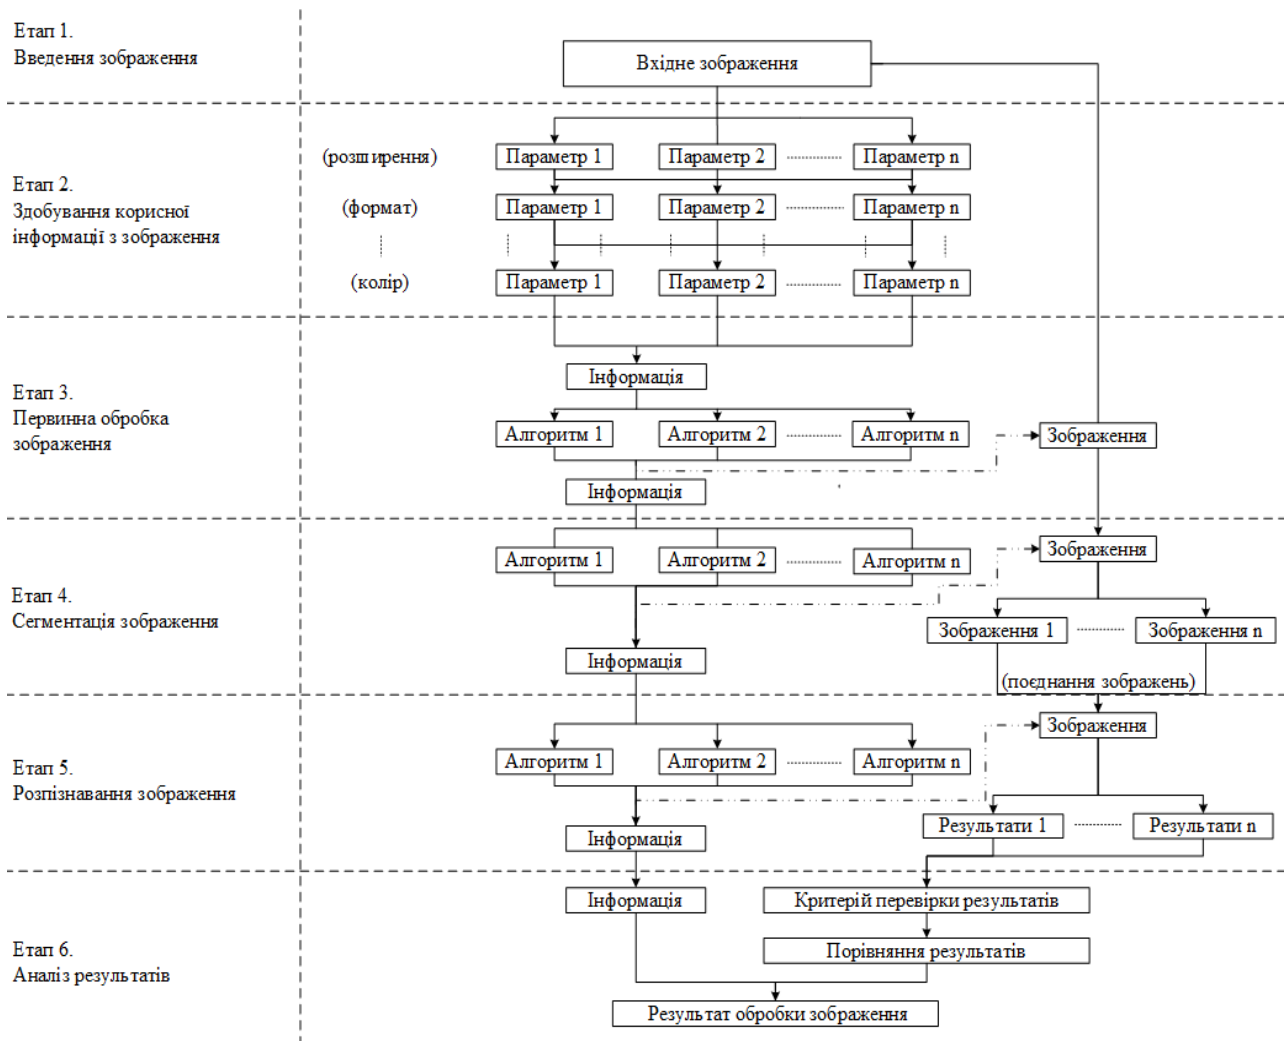 Етап 1.
Введення зображення
Вхідне зображення
Етап 2.
Здобування корисної
інформації з зображення
(розширення)
Параметр 1
Параметр 2
Параметр n
(формат)
Параметр 1
Параметр 2
Параметр n
(колір)
Параметр 1
Параметр 2
Параметр n
Етап 3.
Первинна обробка
зображення
Інформація
Алгоритм 1
Алгоритм 2
Алгоритм n
Зображення
Інформація
Етап 4.
Сегментація зображення
Алгоритм 1
Алгоритм 2
Алгоритм n
Зображення
Зображення 1
Зображення n
Інформація
(поєднання зображень)
Етап 5.
Розпізнавання зображення
Зображення
Алгоритм 1
Алгоритм 2
Алгоритм n
Результати 1
Результати n
Інформація
Етап 6.
Аналіз результатів
Інформація
Критерій перевірки результатів
Порівняння результатів
Результат обробки зображення